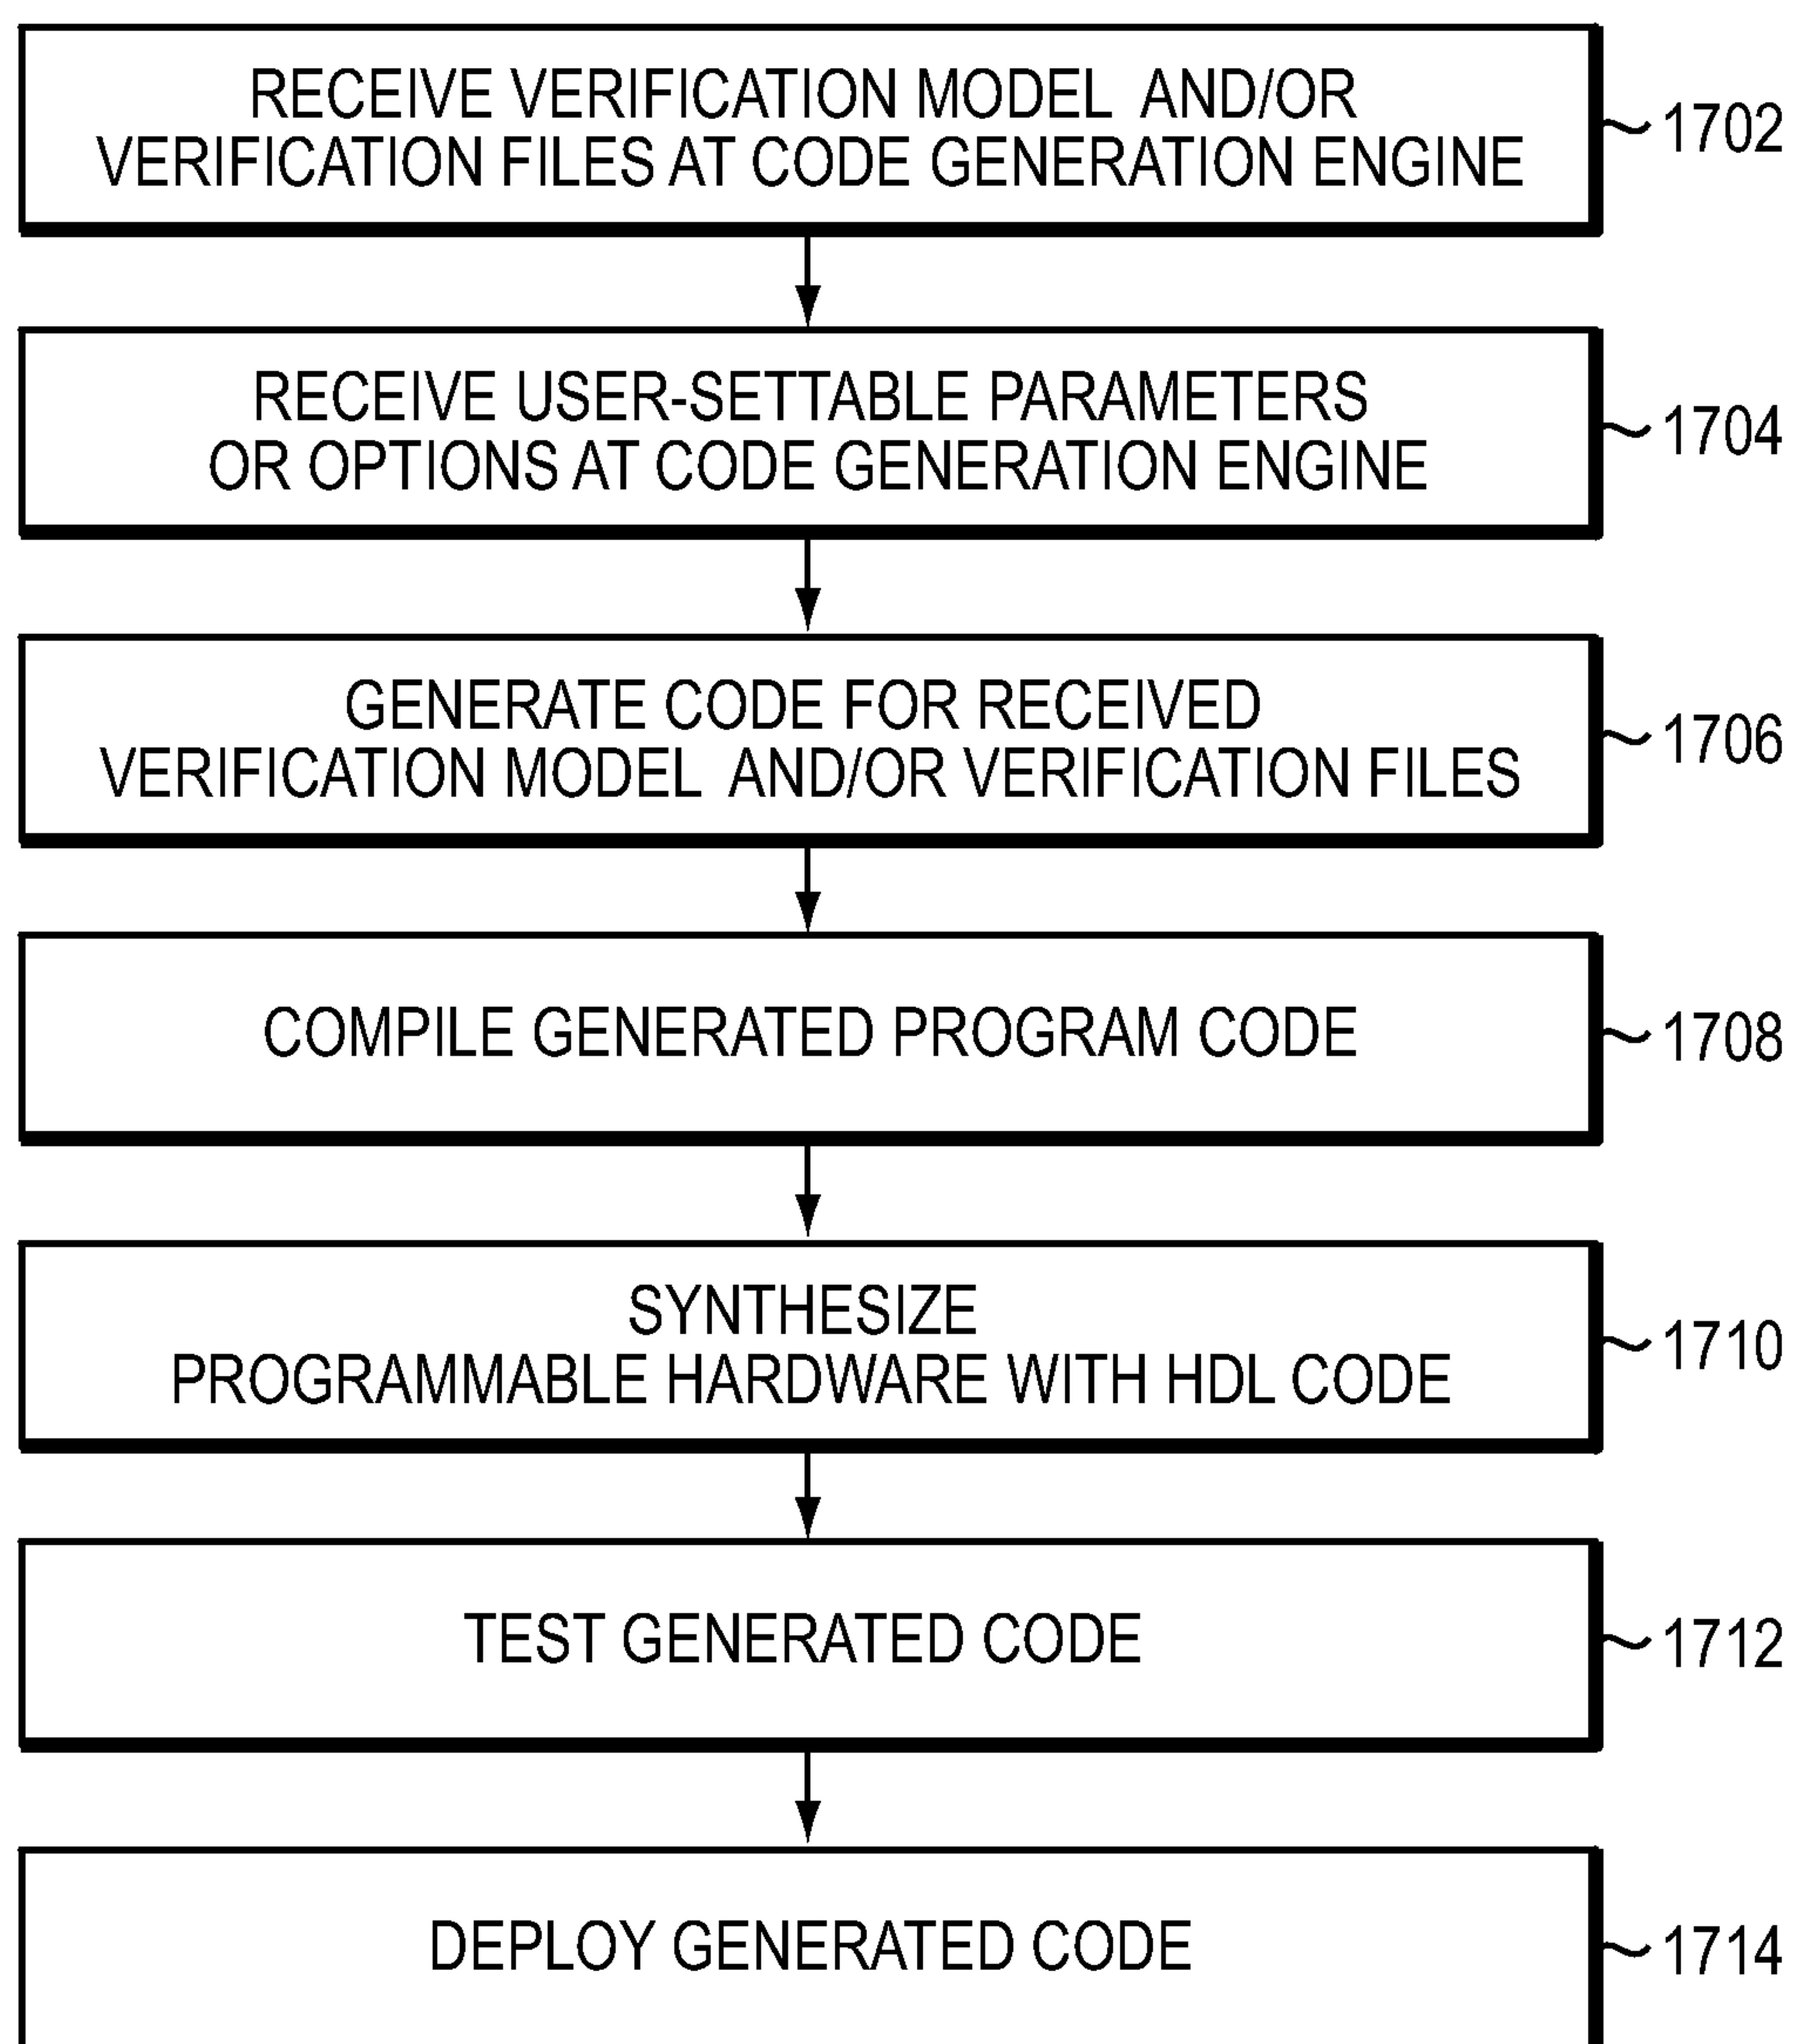 RECEIVE VERIFICATION MODEL AND/OR
VERIFICATION FILES AT CODE GENERATION ENGINE
1702
RECEIVE USER-SETTABLE PARAMETERS
OR OPTIONS AT CODE GENERATION ENGINE
1704
GENERATE CODE FOR RECEIVED
VERIFICATION MODEL AND/OR VERIFICATION FILES
1706
COMPILE GENERATED PROGRAM CODE
1708
SYNTHESIZE
PROGRAMMABLE HARDWARE WITH HDL CODE
1710
TEST GENERATED CODE
1712
DEPLOY GENERATED CODE
1714